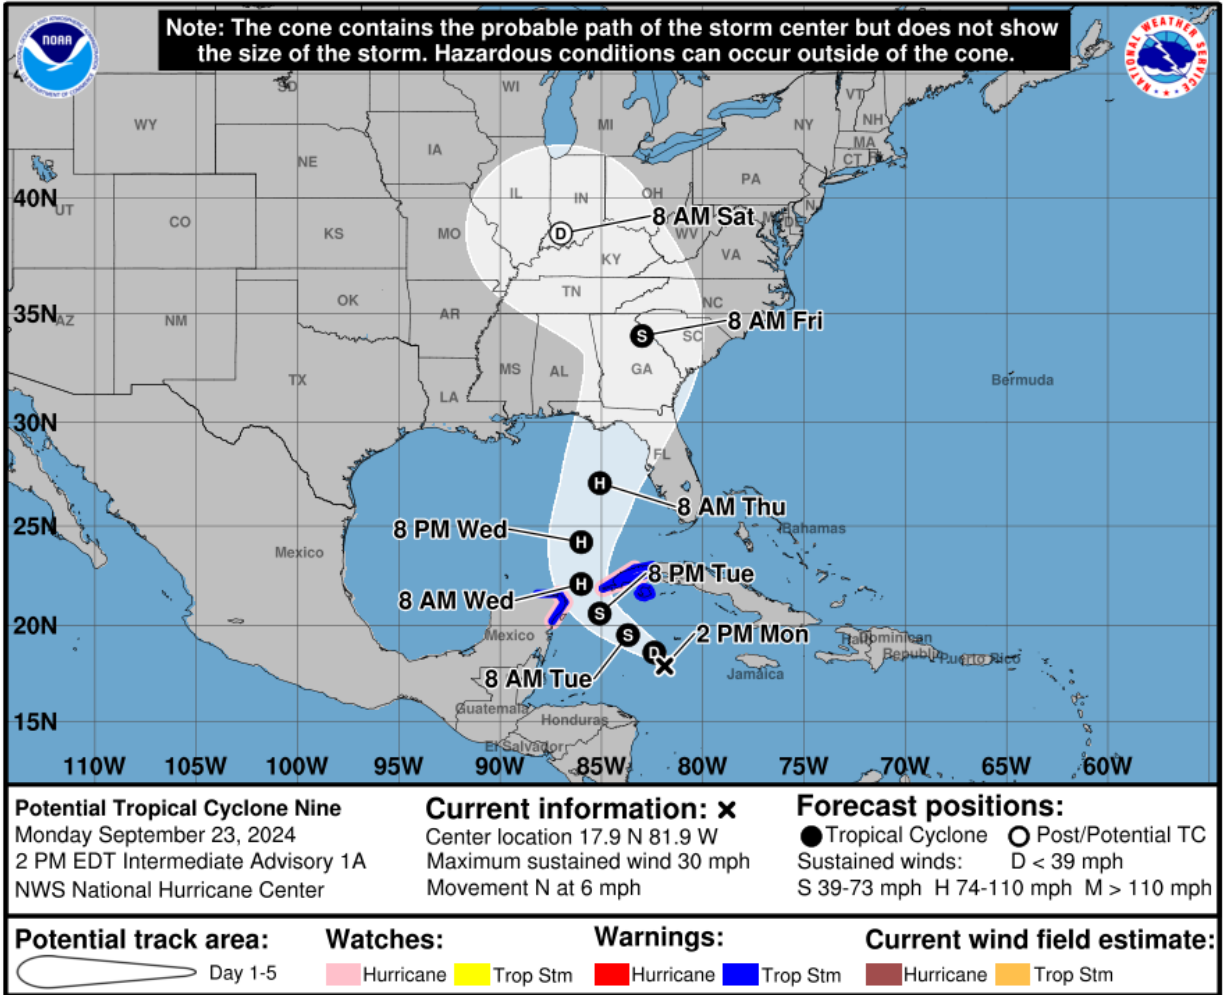 Note: The cone contains the probable path of the storm center but does not show
the size of the storm. Hazardous conditions can occur outside of the cone.
NOAA
NATIONAL WEATHER SERVICE
SD
WI
VT
WY
MI
NY
NH
IA
MA
NE
CT
PA
40N
IL
IN
OH
UT
8 AM Sat
CO
KS
MO
D
WV
VA
KY
TN
OK
NC
35N
AR
8 AM Fri
AZ
NM
S
SC
MS
AL
GA
TX
Bermuda
LA
30N
FL
H
8 AM Thu
25N
8 PM Wed
Bahamas
H
Mexico
8 PM Tue
H
8 AM Wed
S
20N
Mexico
S
2 PM Mon
Dominican
Republic
Puerto Rico
D
8 AM Tue
Jamaica
Guatemala
15N
Honduras
El Salvador
110W 105W 100W 95W 90W 85W 80W 75W 70W 65W 60W
Potential Tropical Cyclone Nine
Monday September 23, 2024
2 PM EDT Intermediate Advisory 1A
NWS National Hurricane Center
Current information: ×
Center location 17.9 N 81.9 W
Maximum sustained wind 30 mph
Movement N at 6 mph
Forecast positions:
Tropical Cyclone Post/Potential TC
Sustained winds: D < 39 mph
S 39-73 mph H 74-110 mph M > 110 mph
Potential track area:
Day 1-5
Watches:
Hurricane Trop Stm
Warnings:
Hurricane Trop Stm
Current wind field estimate:
Hurricane Trop Stm